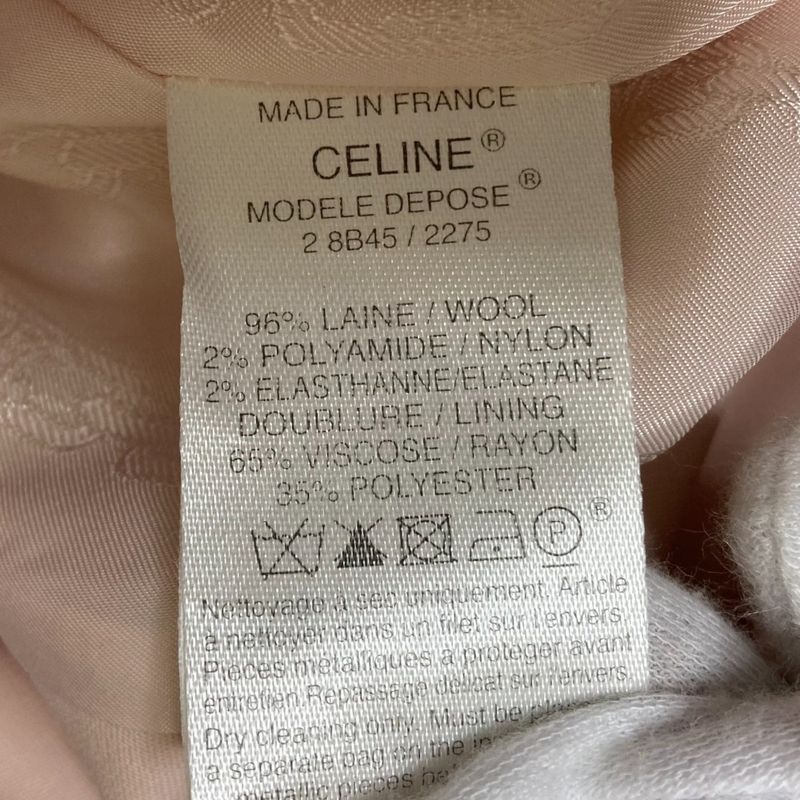 MADE IN FRANCE
CELINE®
MODELE DEPOSE®
2 8B45 / 2275
96% LAINE / WOOL
2% POLYAMIDE / NYLON
2% ELASTHANNE/ELASTANE
DOUBLURE / LINING
65% VISCOSE / RAYON
35% POLYESTER
P ®
Nettoyage à sec uniquement. Article
à nettoyer dans un filet sur l'envers.
Pièces métalliques à protéger avant
entretien. Repassage délicat sur l'envers
Dry cleaning only. Must be
a separate bag on the
metallic pieces